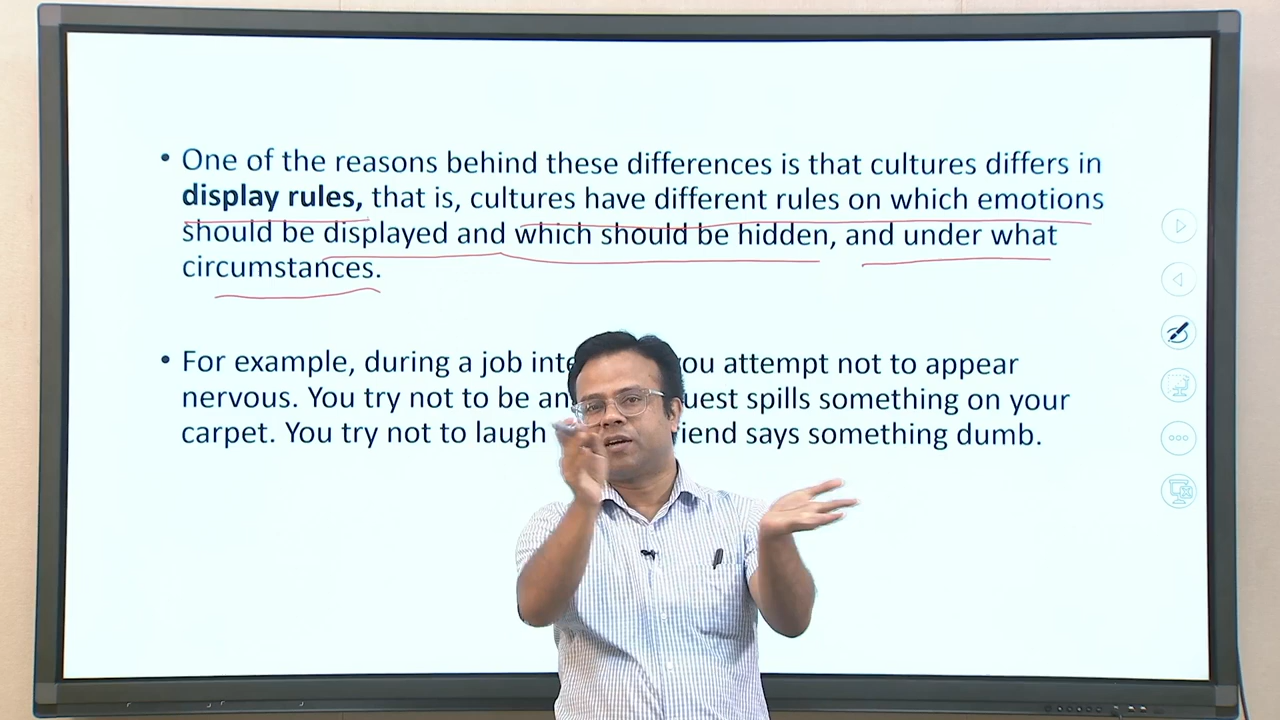 • One of the reasons behind these differences is that cultures differs in
display rules, that is, cultures have different rules on which emotions
should be displayed and which should be hidden, and under what
circumstances.
• For example, during a job inte ou attempt not to appear
nervous. You try not to be an uest spills something on your
carpet. You try not to laugh riend says something dumb.